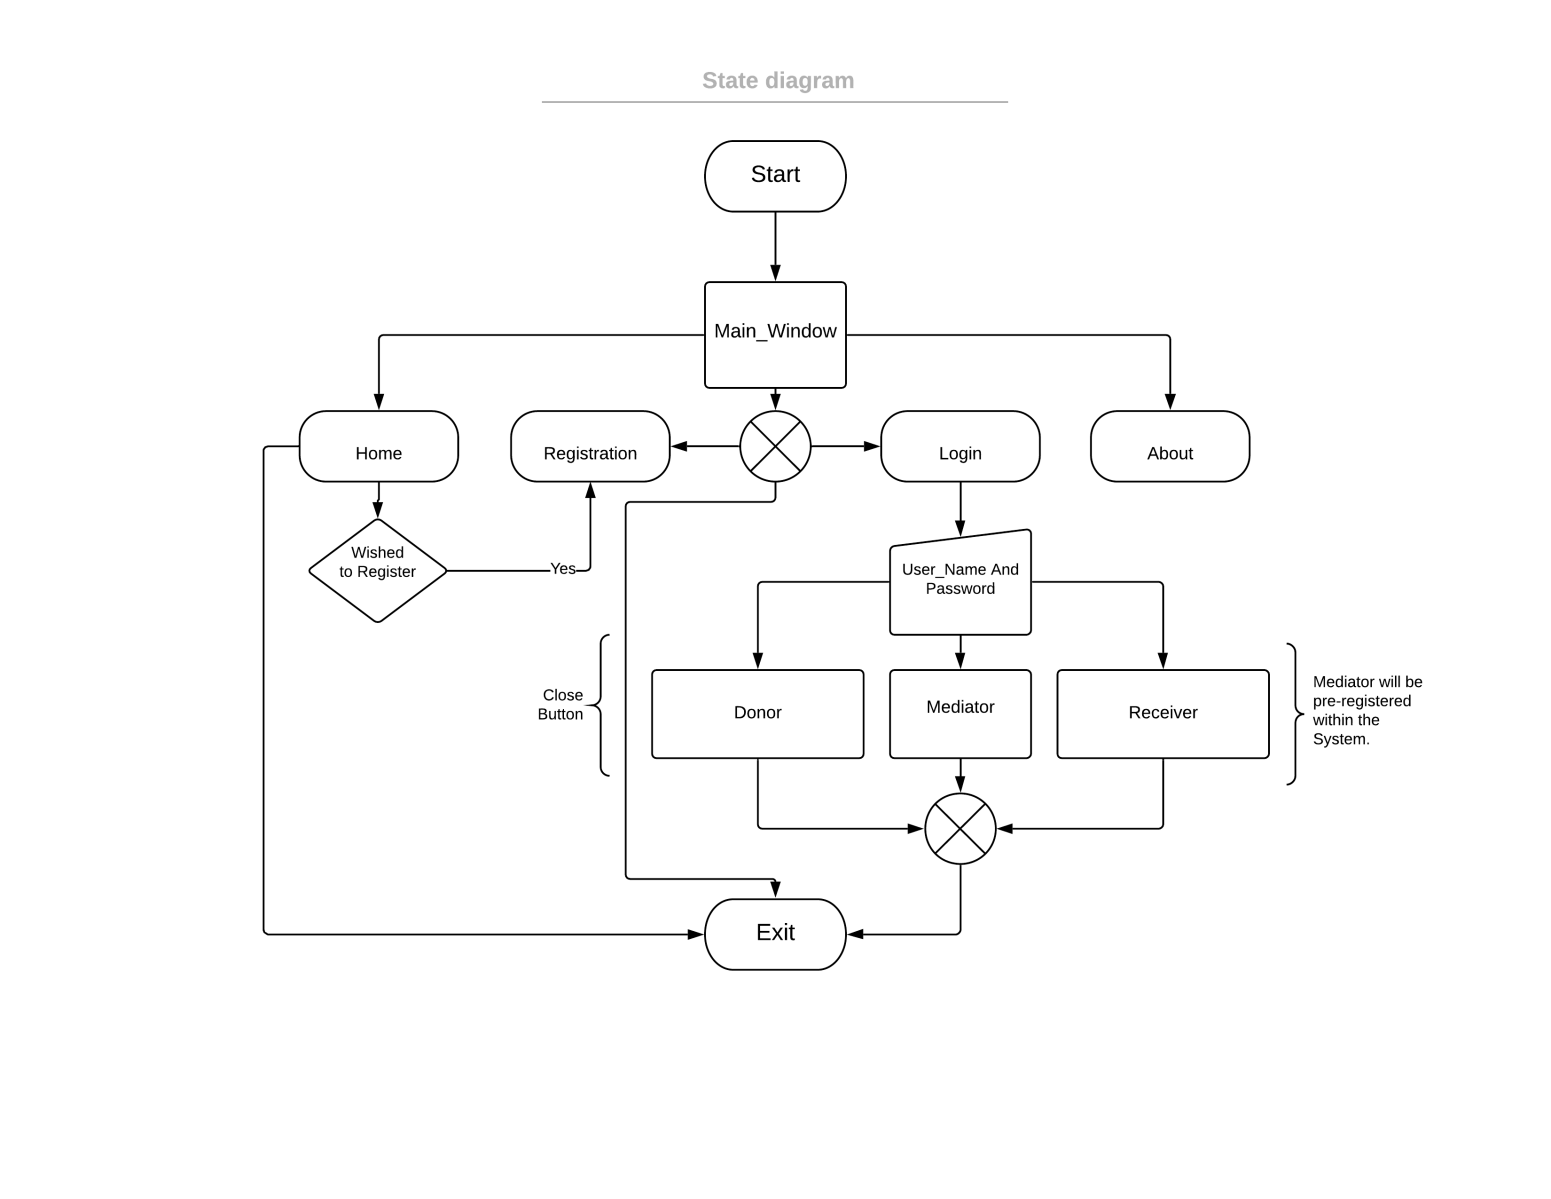 State diagram
Start
Main_Window
Home
Registration
Login
About
Wished
to Register
Yes
User_Name And
Password
Close
Button
Donor
Mediator
Receiver
Mediator will be
pre-registered
within the
System.
Exit